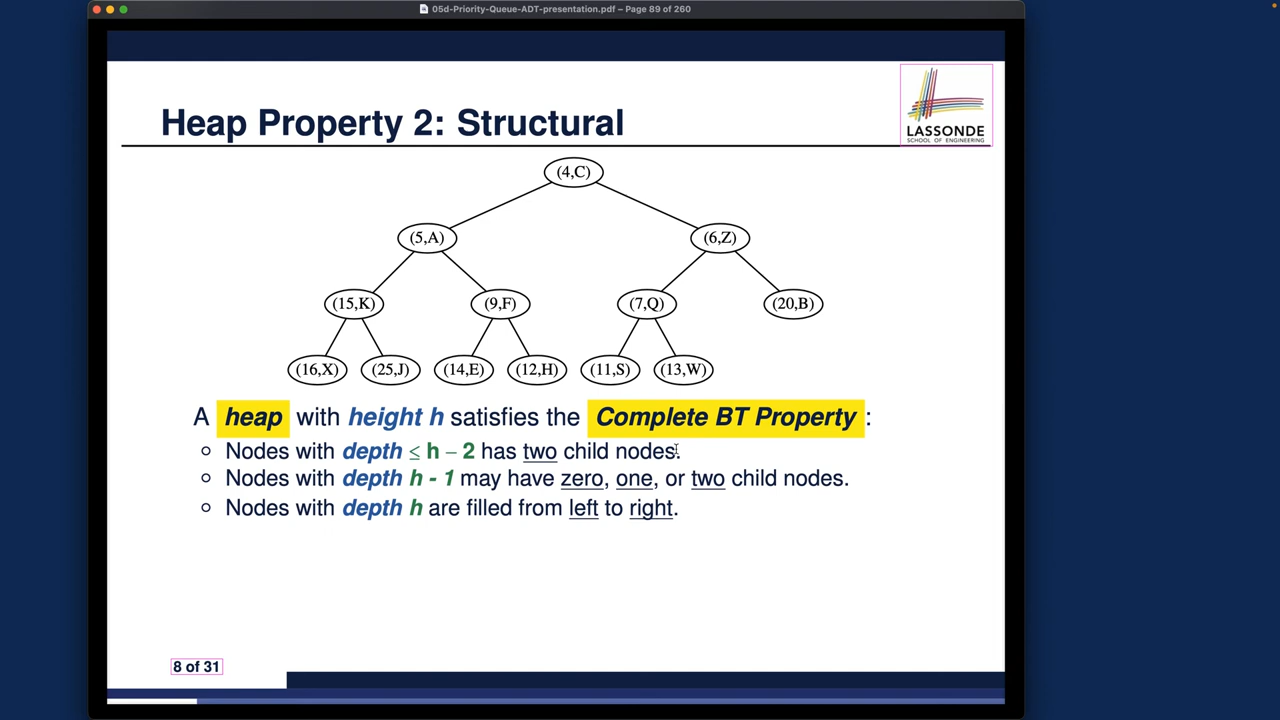 05d-Priority-Queue-ADT-presentation.pdf – Page 89 of 260
Heap Property 2: Structural
LASSONDE
SCHOOL OF ENGINEERING
(4,C)
(5,A) (6,Z)
(15,K) (9,F) (7,Q) (20,B)
(16,X) (25,J) (14,E) (12,H) (11,S) (13,W)
A heap with height h satisfies the Complete BT Property :
Nodes with depth ≤ h – 2 has two child nodes.
Nodes with depth h - 1 may have zero, one, or two child nodes.
Nodes with depth h are filled from left to right.
8 of 31